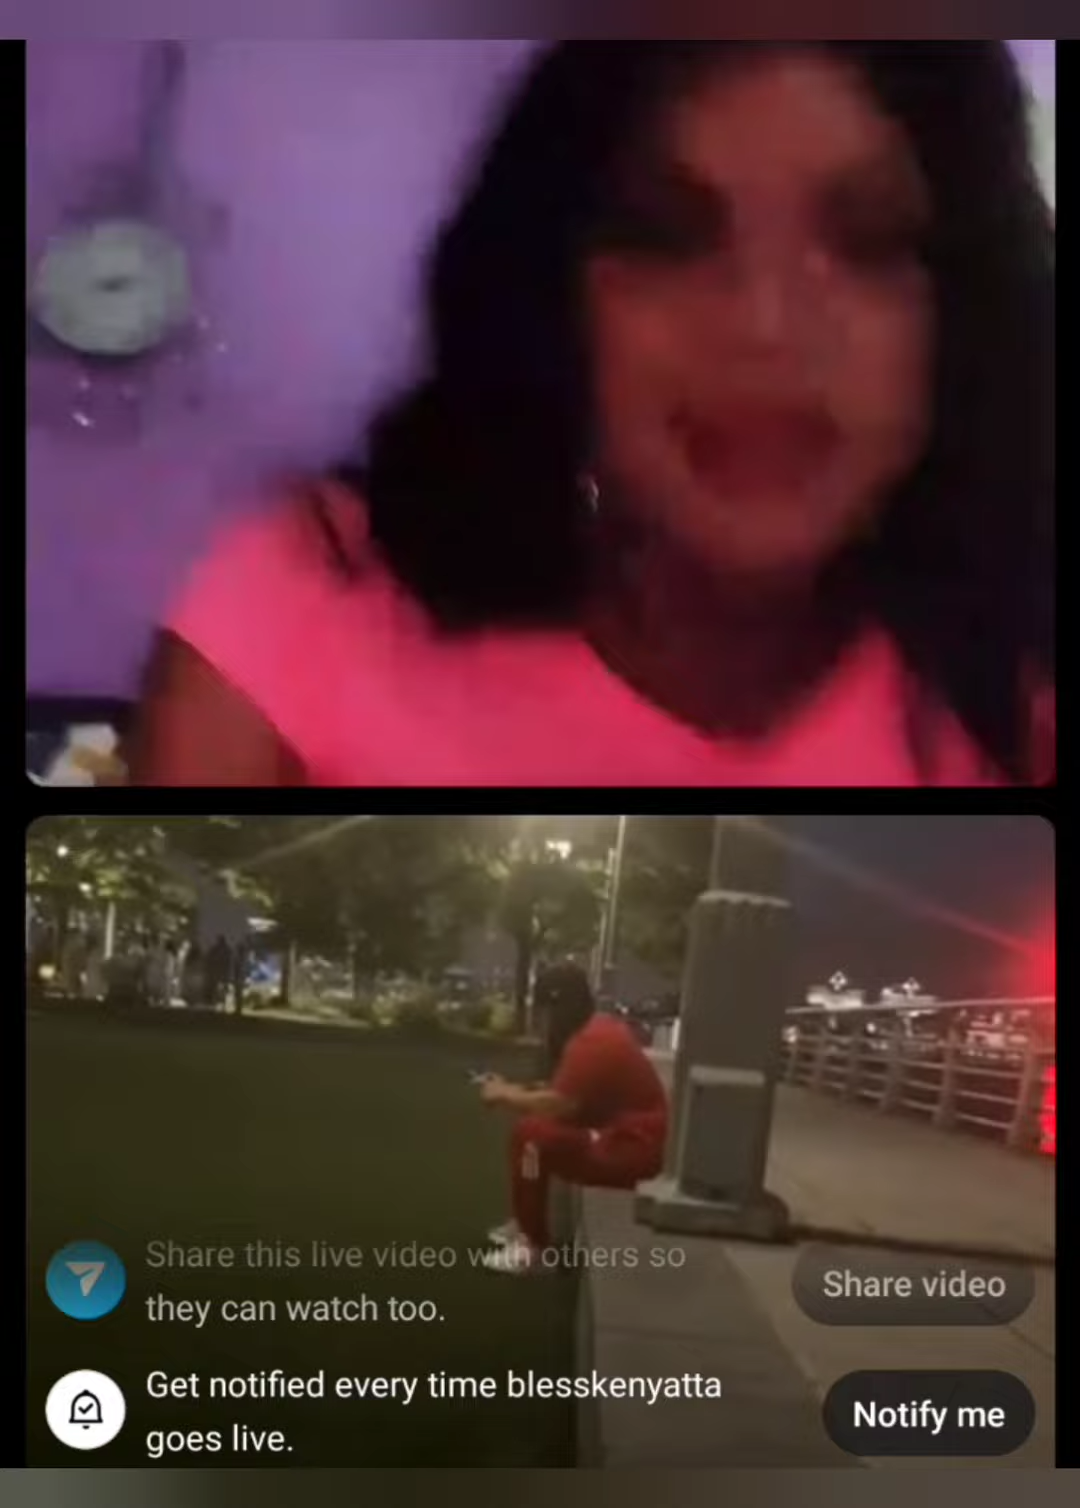 Share this live video with others so
they can watch too.
Share video
Get notified every time blesskenyatta
goes live.
Notify me